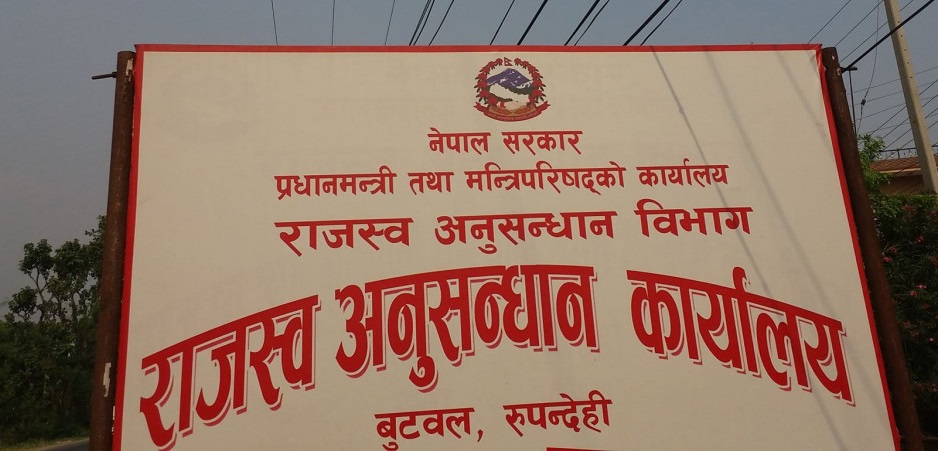 नेपाल सरकार
प्रधानमन्त्री तथा मन्त्रिपरिषद्को कार्यालय
राजस्व अनुसन्धान विभाग
राजस्व अनुसन्धान कार्यालय
बुटवल, रुपन्देही